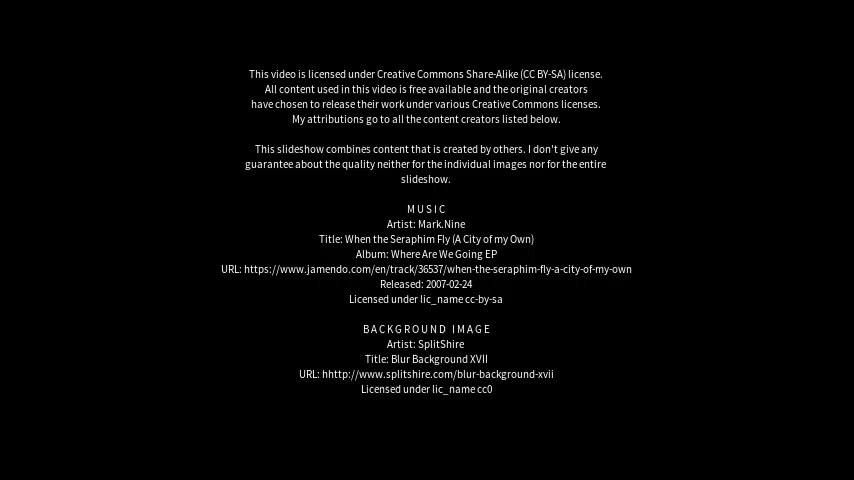 This video is licensed under Creative Commons Share-Alike (CC BY-SA) license.
All content used in this video is free available and the original creators
have chosen to release their work under various Creative Commons licenses.
My attributions go to all the content creators listed below.
This slideshow combines content that is created by others. I don't give any
guarantee about the quality neither for the individual images nor for the entire
slideshow.
MUSIC
Artist: Mark.Nine
Title: When the Seraphim Fly (A City of my Own)
Album: Where Are We Going EP
URL: https://www.jamendo.com/en/track/36537/when-the-seraphim-fly-a-city-of-my-own
Released: 2007-02-24
Licensed under lic_name cc-by-sa
BACKGROUND IMAGE
Artist: SplitShire
Title: Blur Background XVII
URL: hhttp://www.splitshire.com/blur-background-xvii
Licensed under lic_name cc0